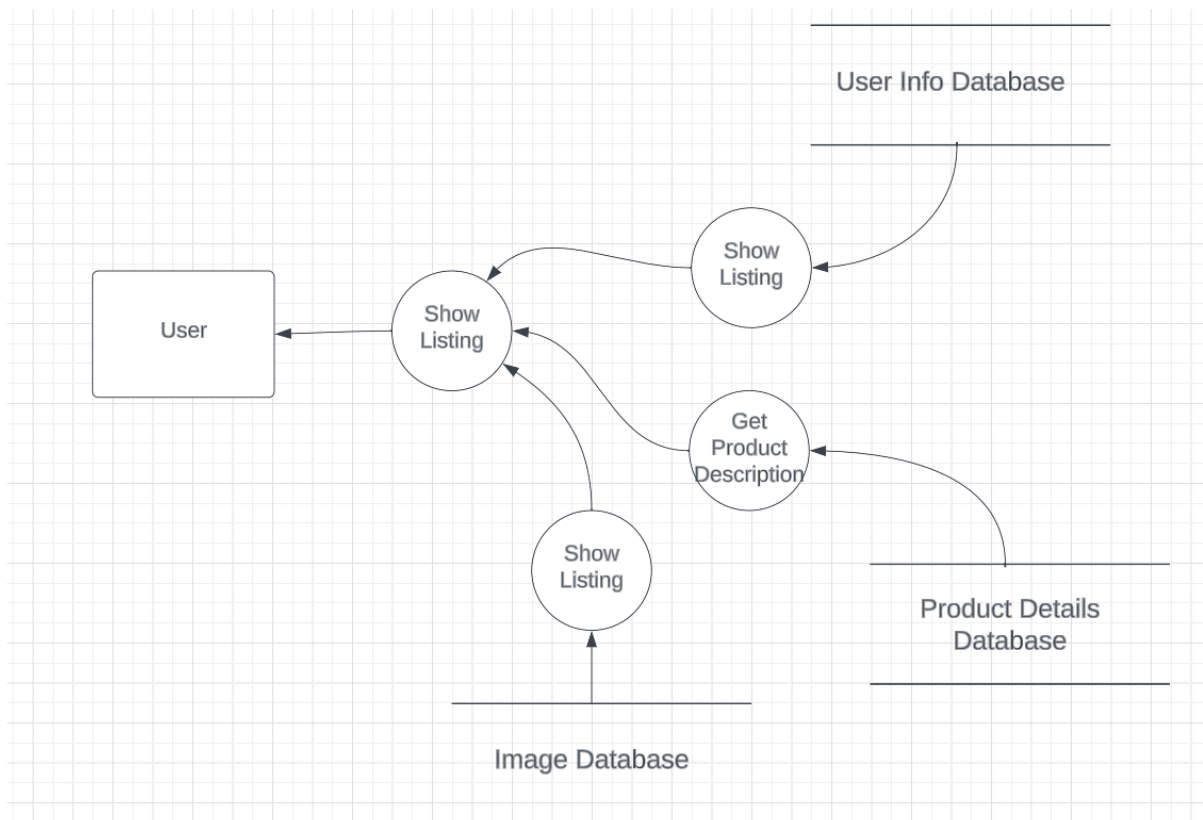 User Info Database
Show
Listing
User
Show
Listing
Get
Product
Description
Show
Listing
Product Details
Database
Image Database